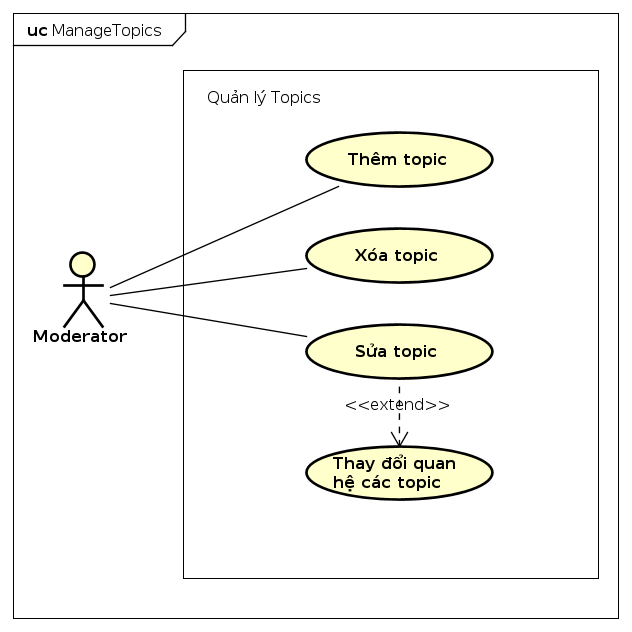 uc ManageTopics
Quản lý Topics
Thêm topic
Xóa topic
Moderator
Sửa topic
<<extend>>
Thay đổi quan
hệ các topic